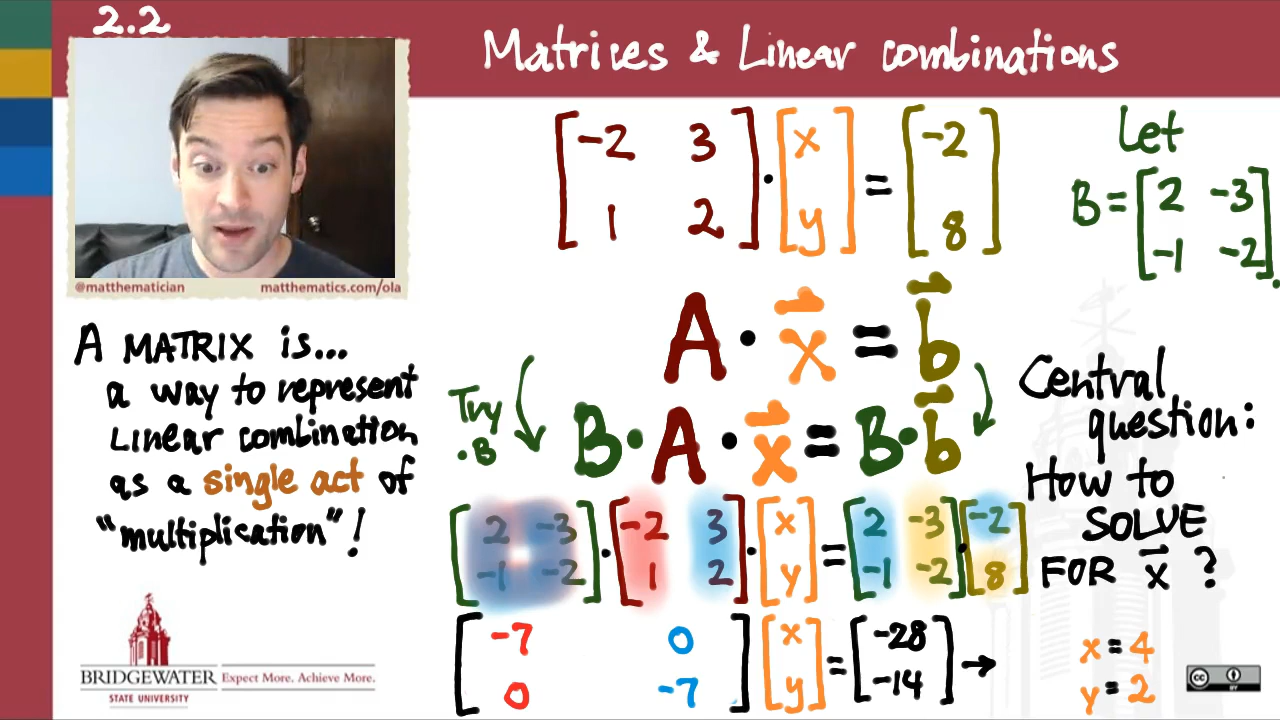 2.2
Matrices & Linear combinations
@matthematician matthematics.com/ola
[-2 3] · [x] = [-2]
[1 2] [y] [8]
Let
B = [2 -3]
[-1 -2].
A · x⃗ = b⃗
Try
·B
B · A · x⃗ = B · b⃗
[2 -3] · [-2 3] · [x] = [2 -3] · [-2]
[-1 -2] [1 2] [y] [-1 -2] [8]
[-7 0] [x] = [-28] →
[0 -7] [y] [-14]
A MATRIX is...
a way to represent
Linear combination
as a single act of
"multiplication"!
Central
question:
How to
SOLVE
FOR x⃗ ?
x = 4
y = 2
BRIDGEWATER
STATE UNIVERSITY
Expect More. Achieve More.
cc
BY